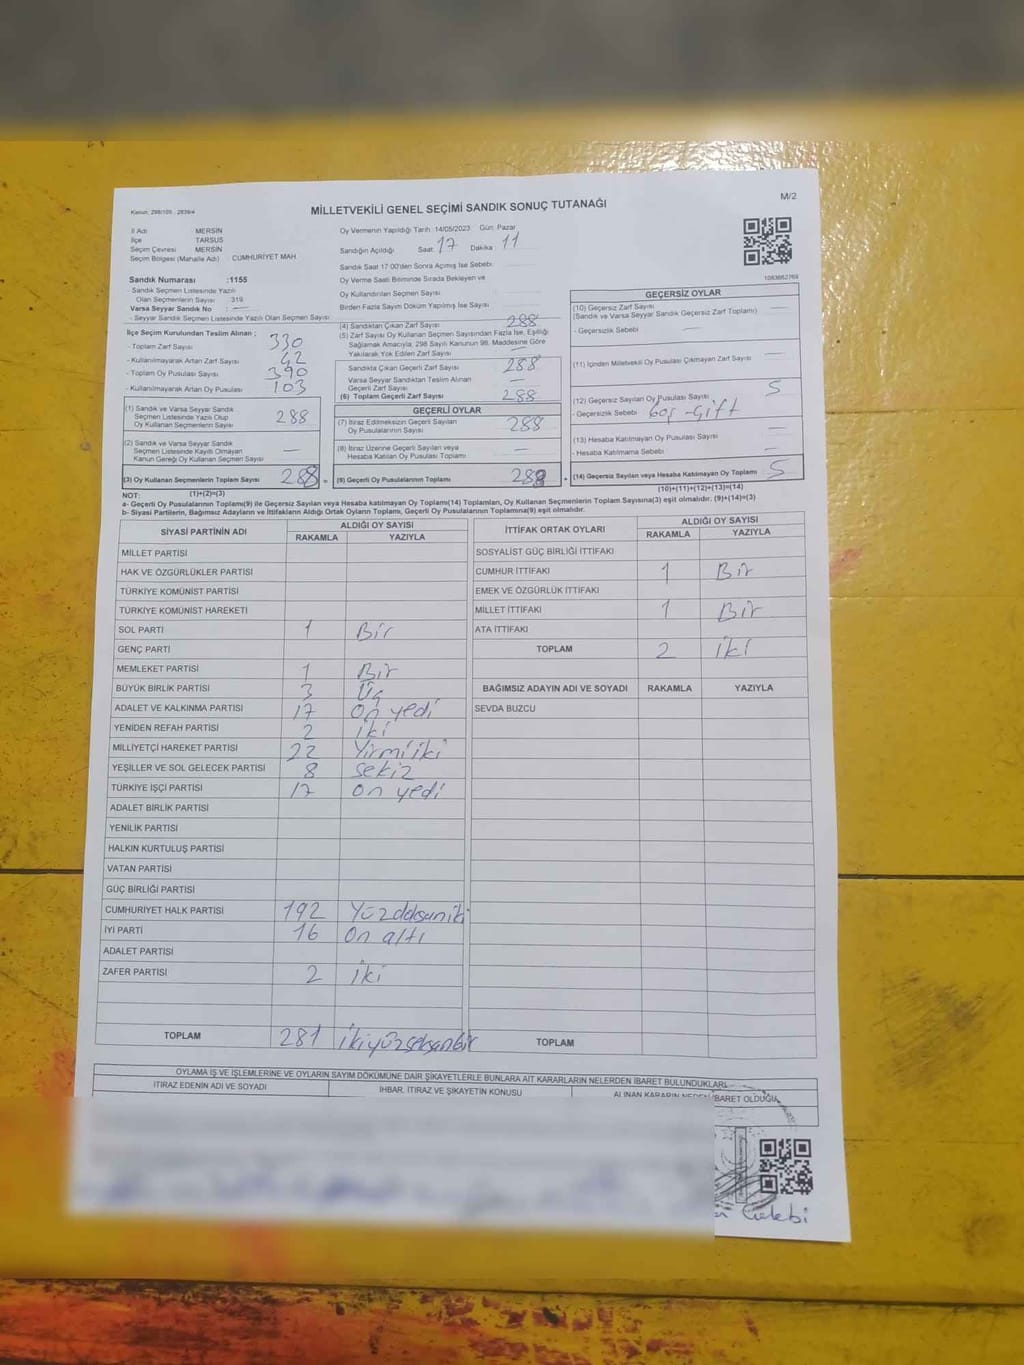 M/2
Kanun: 298/105 , 2839/4
MİLLETVEKİLİ GENEL SEÇİMİ SANDIK SONUÇ TUTANAĞI
İl Adı MERSİN
İlçe TARSUS
Seçim Çevresi MERSİN
Seçim Bölgesi (Mahalle Adı) CUMHURİYET MAH
Sandık Numarası :1155
- Sandık Seçmen Listesinde Yazılı
Olan Seçmenlerin Sayısı 319
Varsa Seyyar Sandık No :
- Seyyar Sandık Seçmen Listesinde Yazılı Olan Seçmen Sayısı
Oy Vermenin Yapıldığı Tarih :14/05/2023 Gün: Pazar
Sandığın Açıldığı Saat: 17 Dakika 11
Sandık Saat 17:00'den Sonra Açılmış İse Sebebi
Oy Verme Saati Bitiminde Sırada Bekleyen ve
Oy Kullandırılan Seçmen Sayısı
Birden Fazla Sayım Döküm Yapılmış İse Sayısı
1083662769
İlçe Seçim Kurulundan Teslim Alınan ;
- Toplam Zarf Sayısı 330
- Kullanılmayarak Artan Zarf Sayısı 42
- Toplam Oy Pusulası Sayısı 390
- Kullanılmayarak Artan Oy Pusulası 103
(1) Sandık ve Varsa Seyyar Sandık
Seçmen Listesinde Yazılı Olup
Oy Kullanan Seçmenlerin Sayısı 288
(2) Sandık ve Varsa Seyyar Sandık
Seçmen Listesinde Kayıtlı Olmayan
Kanun Gereği Oy Kullanan Seçmen Sayısı —
(3) Oy Kullanan Seçmenlerin Toplam Sayısı 288
(4) Sandıktan Çıkan Zarf Sayısı 288
(5) Zarf Sayısı Oy Kullanan Seçmen Sayısından Fazla İse, Eşitliği
Sağlamak Amacıyla, 298 Sayılı Kanunun 98. Maddesine Göre
Yakılarak Yok Edilen Zarf Sayısı —
Sandıkta Çıkan Geçerli Zarf Sayısı 288
Varsa Seyyar Sandıktan Teslim Alınan
Geçerli Zarf Sayısı —
(6) Toplam Geçerli Zarf Sayısı 288
GEÇERLİ OYLAR
(7) İtiraz Edilmeksizin Geçerli Sayılan
Oy Pusulalarının Sayısı 288
(8) İtiraz Üzerine Geçerli Sayılan veya
Hesaba Katılan Oy Pusulası Toplamı —
(9) Geçerli Oy Pusulalarının Toplamı 288
GEÇERSİZ OYLAR
(10) Geçersiz Zarf Sayısı
(Sandık ve Varsa Seyyar Sandık Geçersiz Zarf Toplamı) —
- Geçersizlik Sebebi —
(11) İçinden Milletvekili Oy Pusulası Çıkmayan Zarf Sayısı —
(12) Geçersiz Sayılan Oy Pusulası Sayısı 5
- Geçersizlik Sebebi boş-Çift
(13) Hesaba Katılmayan Oy Pusulası Sayısı —
- Hesaba Katılmama Sebebi —
(14) Geçersiz Sayılan veya Hesaba Katılmayan Oy Toplamı 5
NOT: (1)+(2)=(3)
(10)+(11)+(12)+(13)=(14)
a- Geçerli Oy Pusulalarının Toplamı(9) ile Geçersiz Sayılan veya Hesaba katılmayan Oy Toplamı(14) Toplamları, Oy Kullanan Seçmenlerin Toplam Sayısına(3) eşit olmalıdır. (9)+(14)=(3)
b- Siyasi Partilerin, Bağımsız Adayların ve İttifakların Aldığı Ortak Oyların Toplamı, Geçerli Oy Pusulalarının Toplamına(9) eşit olmalıdır.
SİYASİ PARTİNİN ADI ALDIĞI OY SAYISI
RAKAMLA YAZIYLA
MİLLET PARTİSİ
HAK VE ÖZGÜRLÜKLER PARTİSİ
TÜRKİYE KOMÜNİST PARTİSİ
TÜRKİYE KOMÜNİST HAREKETİ
SOL PARTİ 1 Bir
GENÇ PARTİ
MEMLEKET PARTİSİ 1 Bir
BÜYÜK BİRLİK PARTİSİ 3 Üç
ADALET VE KALKINMA PARTİSİ 17 On yedi
YENİDEN REFAH PARTİSİ 2 iki
MİLLİYETÇİ HAREKET PARTİSİ 22 Yirmi iki
YEŞİLLER VE SOL GELECEK PARTİSİ 8 Sekiz
TÜRKİYE İŞÇİ PARTİSİ 17 On yedi
ADALET BİRLİK PARTİSİ
YENİLİK PARTİSİ
HALKIN KURTULUŞ PARTİSİ
VATAN PARTİSİ
GÜÇ BİRLİĞİ PARTİSİ
CUMHURİYET HALK PARTİSİ 192
İYİ PARTİ 16 On altı
ADALET PARTİSİ
ZAFER PARTİSİ 2 iki
TOPLAM 281 ikiyüzseksenbir
İTTİFAK ORTAK OYLARI ALDIĞI OY SAYISI
RAKAMLA YAZIYLA
SOSYALİST GÜÇ BİRLİĞİ İTTİFAKI
CUMHUR İTTİFAKI 1 Bir
EMEK VE ÖZGÜRLÜK İTTİFAKI
MİLLET İTTİFAKI 1 Bir
ATA İTTİFAKI
TOPLAM 2 iki
BAĞIMSIZ ADAYIN ADI VE SOYADI RAKAMLA YAZIYLA
SEVDA BUZCU
TOPLAM
OYLAMA İŞ VE İŞLEMLERİNE VE OYLARIN SAYIM DÖKÜMÜNE DAİR ŞİKAYETLERLE BUNLARA AİT KARARLARIN NELERDEN İBARET BULUNDUKLARI
İTİRAZ EDENİN ADI VE SOYADI İHBAR, İTİRAZ VE ŞİKAYETİN KONUSU ALINAN KARARIN NEDEN İBARET OLDUĞU
Çelebi